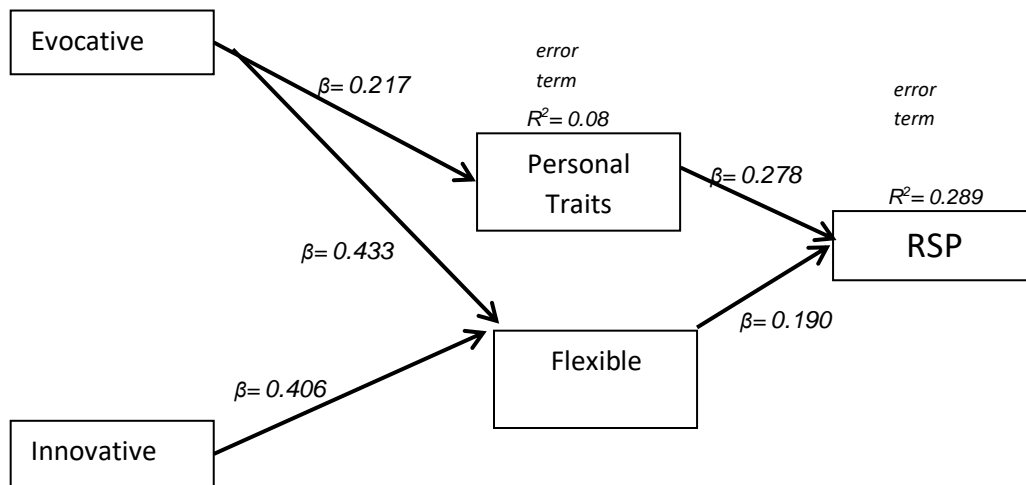 Evocative
error
term
error
term
β= 0.217
R²= 0.08
Personal
Traits
β= 0.278
R²= 0.289
RSP
β= 0.433
β= 0.190
Flexible
β= 0.406
Innovative